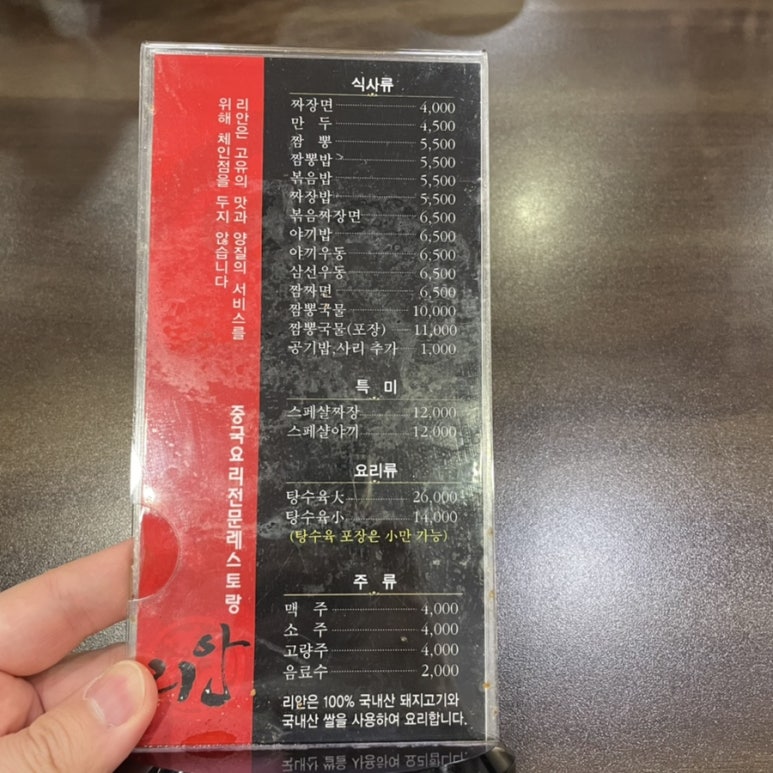 리안은 고유의 맛과 양질의 서비스를
위해 체인점을 두지 않습니다
중국요리전문레스토랑
리안
식사류
짜장면 4,000
만 두 4,500
짬 뽕 5,500
짬뽕밥 5,500
볶음밥 5,500
짜장밥 5,500
볶음짜장면 6,500
야끼밥 6,500
야끼우동 6,500
삼선우동 6,500
짬짜면 6,500
짬뽕국물 10,000
짬뽕국물(포장) 11,000
공기밥,사리 추가 1,000
특 미
스페샬짜장 12,000
스페샬야끼 12,000
요리류
탕수육大 26,000
탕수육小 14,000
(탕수육 포장은 小만 가능)
주 류
맥 주 4,000
소 주 4,000
고량주 4,000
음료수 2,000
리안은 100% 국내산 돼지고기와
국내산 쌀을 사용하여 요리합니다.